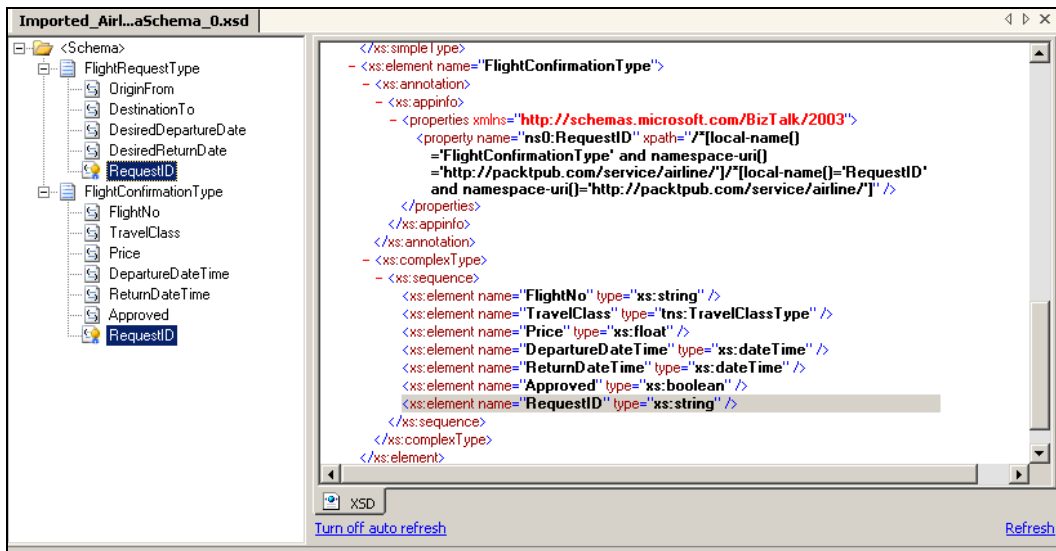 Imported_Airl...aSchema_0.xsd
<Schema>
FlightRequestType
OriginFrom
DestinationTo
DesiredDepartureDate
DesiredReturnDate
RequestID
FlightConfirmationType
FlightNo
TravelClass
Price
DepartureDateTime
ReturnDateTime
Approved
RequestID
</xs:simpleType>
- <xs:element name="FlightConfirmationType">
- <xs:annotation>
- <xs:appinfo>
- <properties xmlns="http://schemas.microsoft.com/BizTalk/2003">
<property name="ns0:RequestID" xpath="/*[local-name()
='FlightConfirmationType' and namespace-uri()
='http://packtpub.com/service/airline/']/*[local-name()='RequestID'
and namespace-uri()='http://packtpub.com/service/airline/']" />
</properties>
</xs:appinfo>
</xs:annotation>
- <xs:complexType>
- <xs:sequence>
<xs:element name="FlightNo" type="xs:string" />
<xs:element name="TravelClass" type="tns:TravelClassType" />
<xs:element name="Price" type="xs:float" />
<xs:element name="DepartureDateTime" type="xs:dateTime" />
<xs:element name="ReturnDateTime" type="xs:dateTime" />
<xs:element name="Approved" type="xs:boolean" />
<xs:element name="RequestID" type="xs:string" />
</xs:sequence>
</xs:complexType>
</xs:element>
XSD
Turn off auto refresh
Refresh